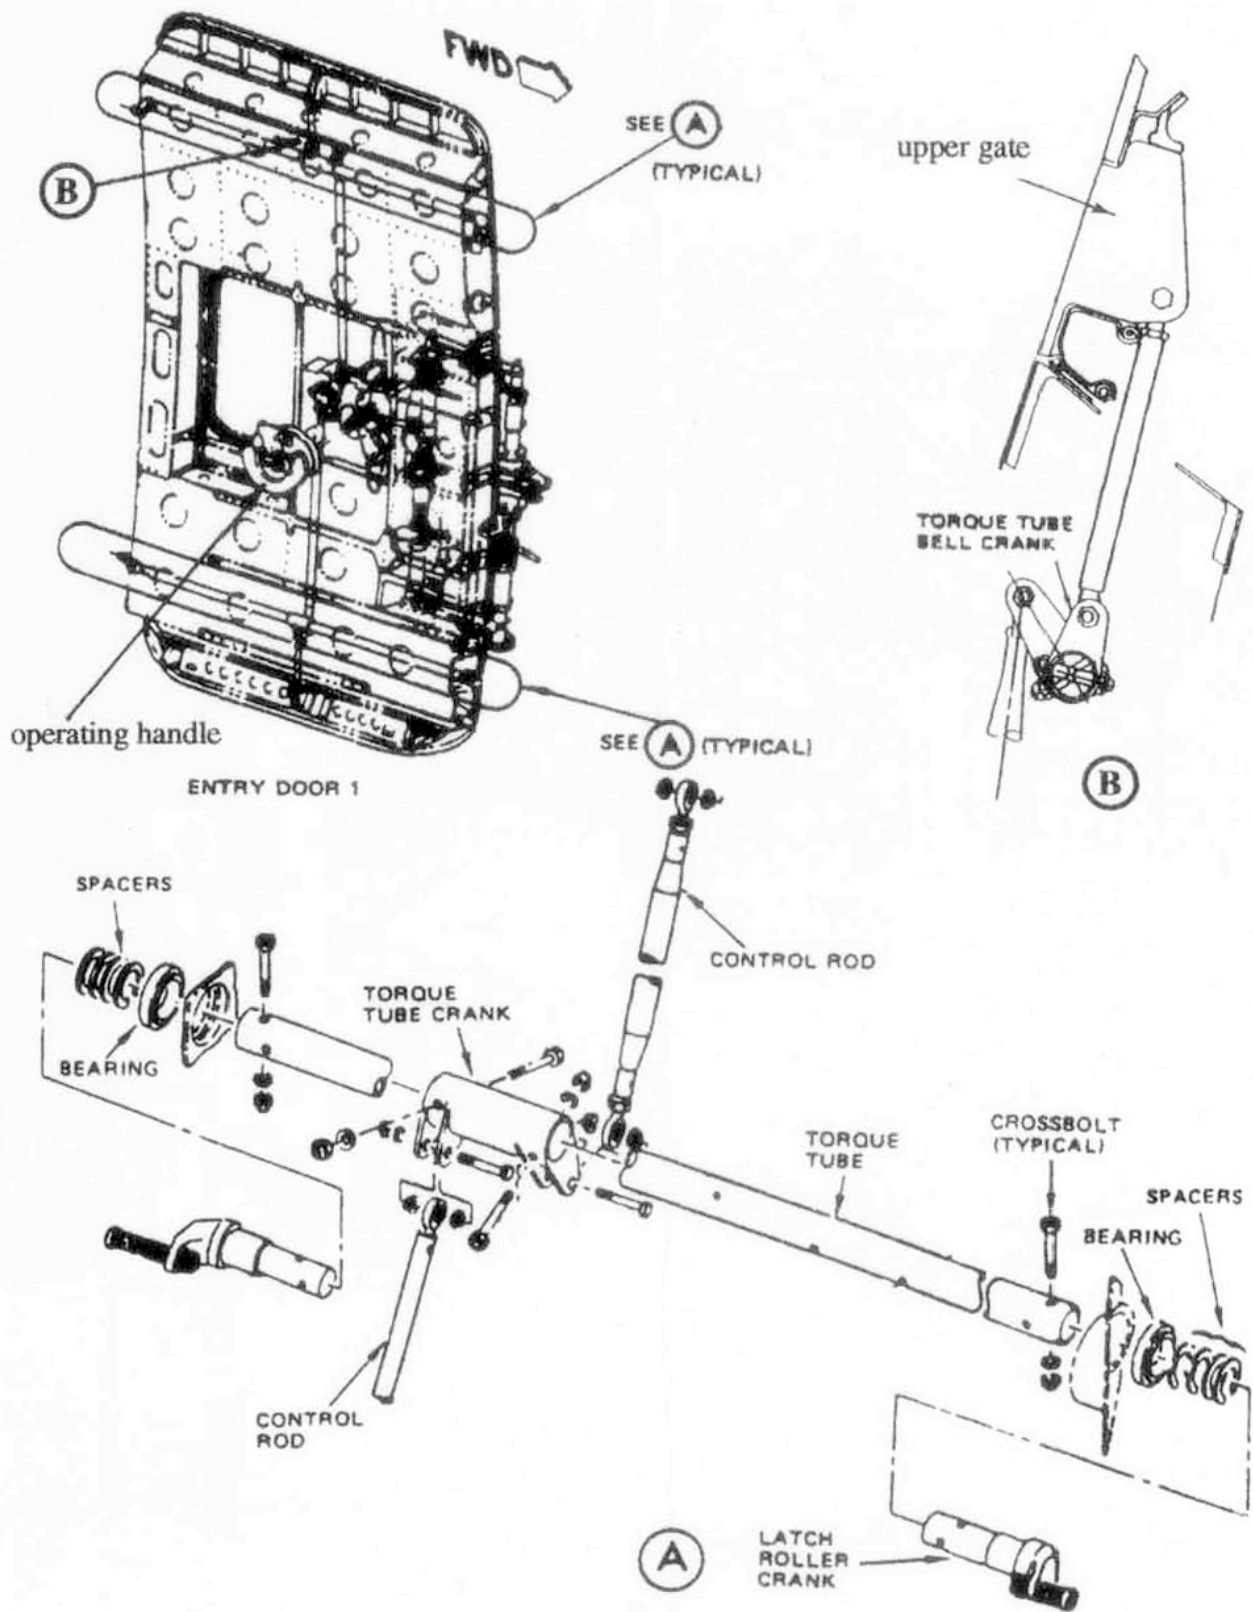 FWD
SEE A
(TYPICAL)
upper gate
B
TORQUE TUBE
BELL CRANK
operating handle
SEE A (TYPICAL)
B
ENTRY DOOR 1
SPACERS
CONTROL ROD
TORQUE
TUBE CRANK
BEARING
CROSSBOLT
(TYPICAL)
TORQUE
TUBE
SPACERS
BEARING
CONTROL
ROD
A
LATCH
ROLLER
CRANK